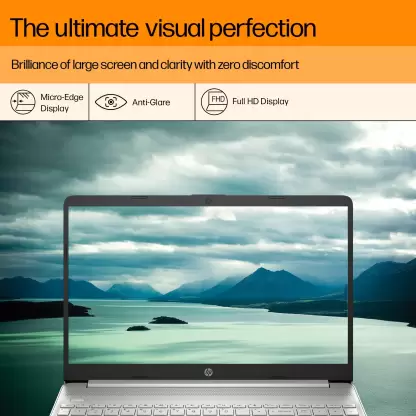 The ultimate visual perfection
Brilliance of large screen and clarity with zero discomfort
Micro-Edge
Display
Anti-Glare
FHD
Full HD Display
hp